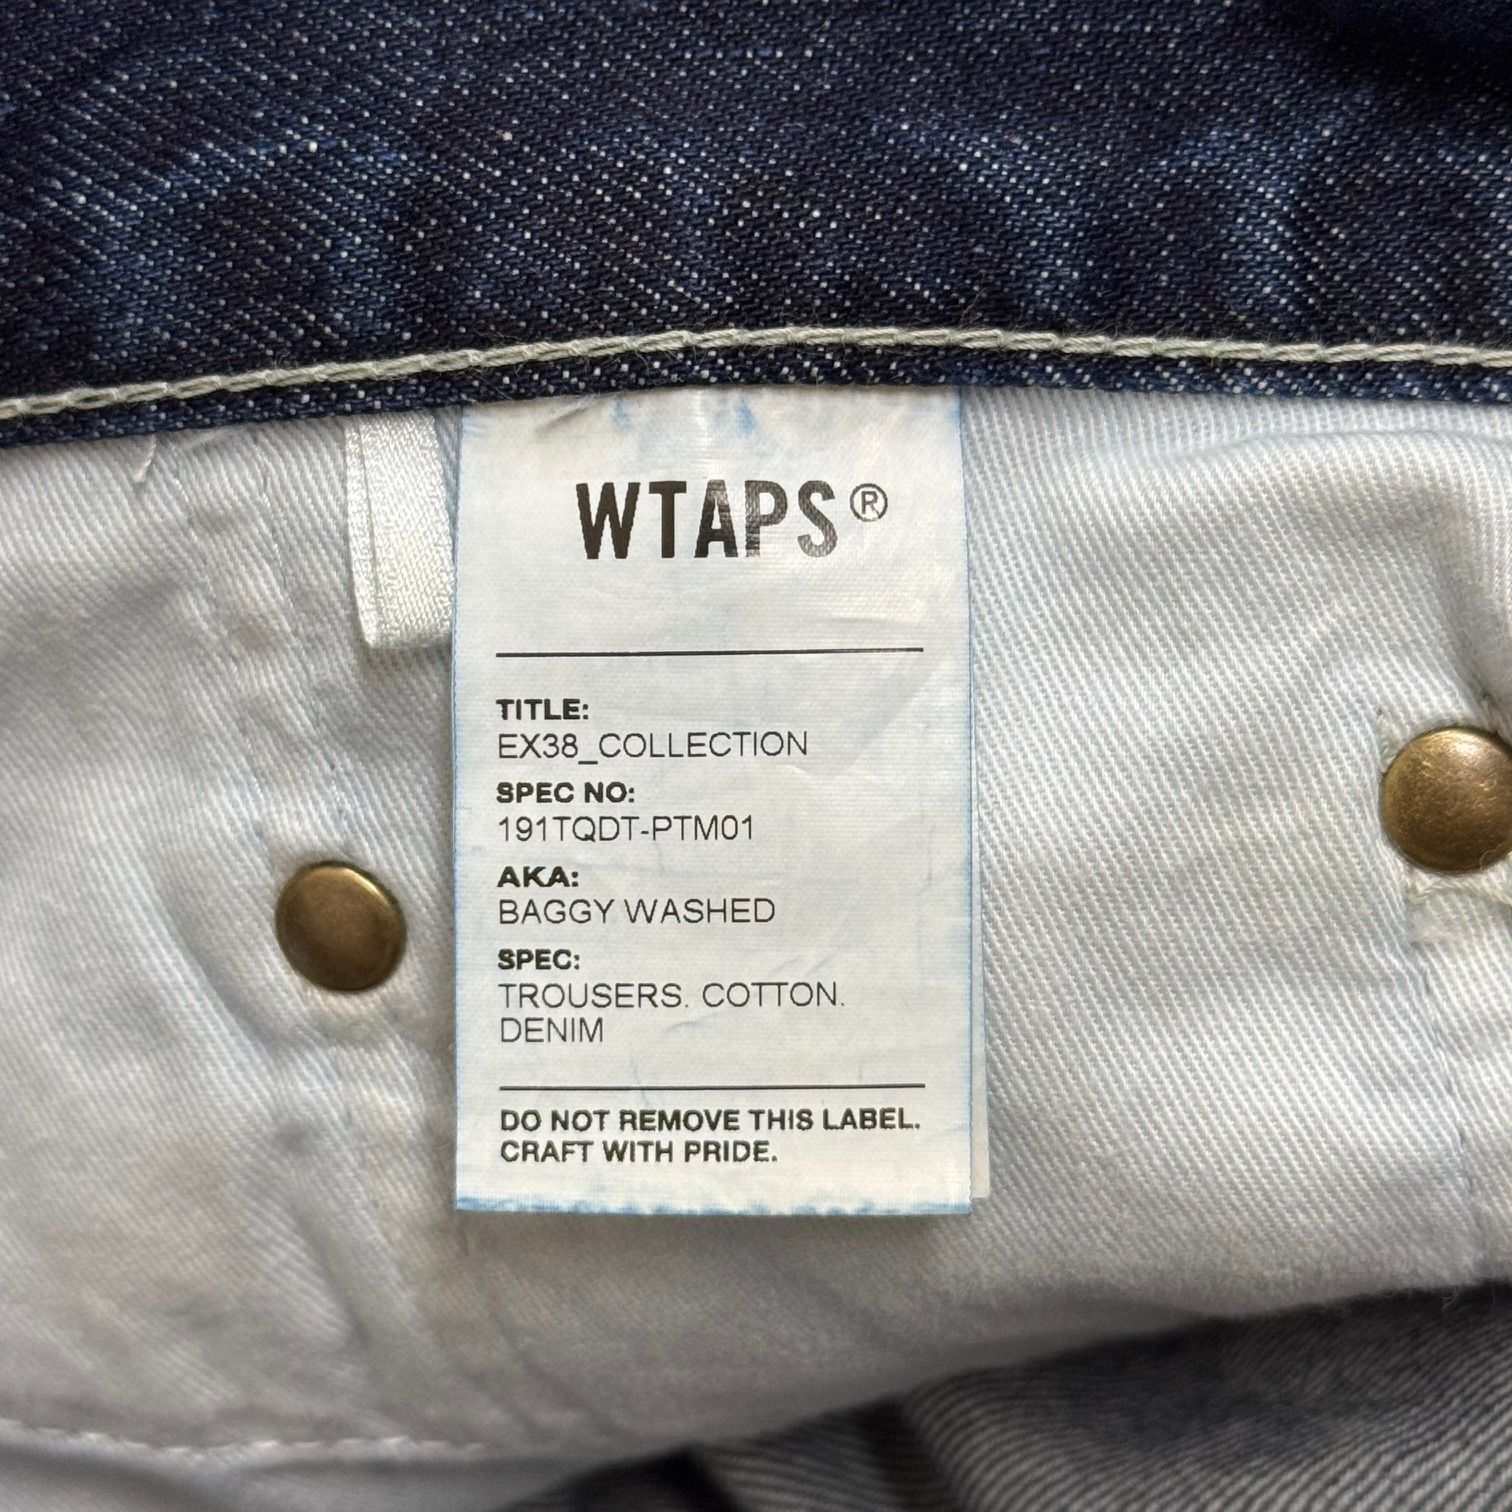 WTAPS®
TITLE:
EX38_COLLECTION
SPEC NO:
191TQDT-PTM01
AKA:
BAGGY WASHED
SPEC:
TROUSERS. COTTON.
DENIM
DO NOT REMOVE THIS LABEL.
CRAFT WITH PRIDE.